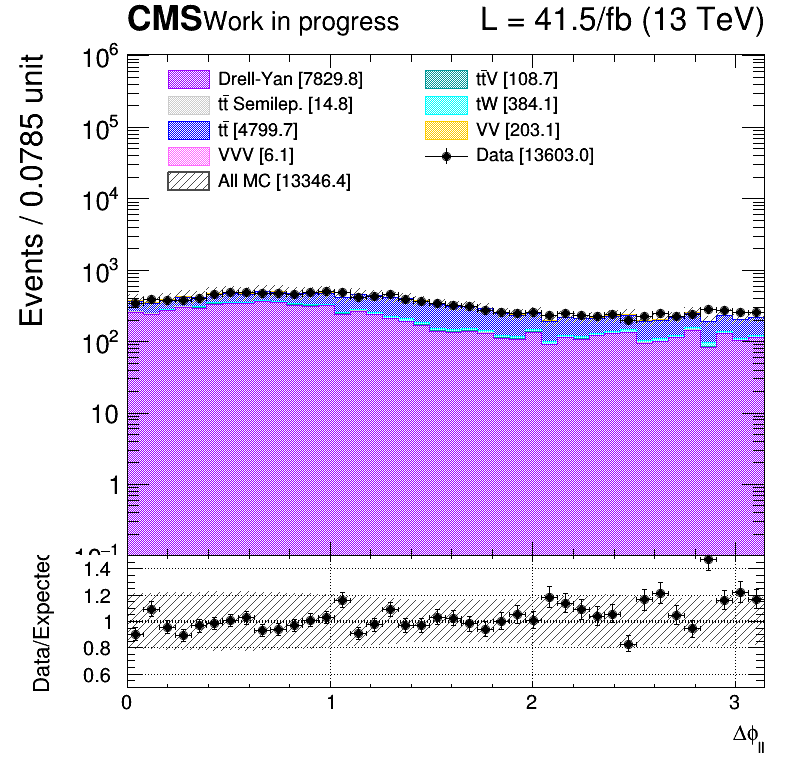 CMS Work in progress L = 41.5/fb (13 TeV)
Events / 0.0785 unit
10⁶
10⁵
10⁴
10³
10²
10
1
10⁻¹
Drell-Yan [7829.8]
tt̄ Semilep. [14.8]
tt̄ [4799.7]
VVV [6.1]
All MC [13346.4]
tt̄V [108.7]
tW [384.1]
VV [203.1]
Data [13603.0]
Data/Expected
1.4
1.2
1
0.8
0.6
0 1 2 3
Δϕ_ll